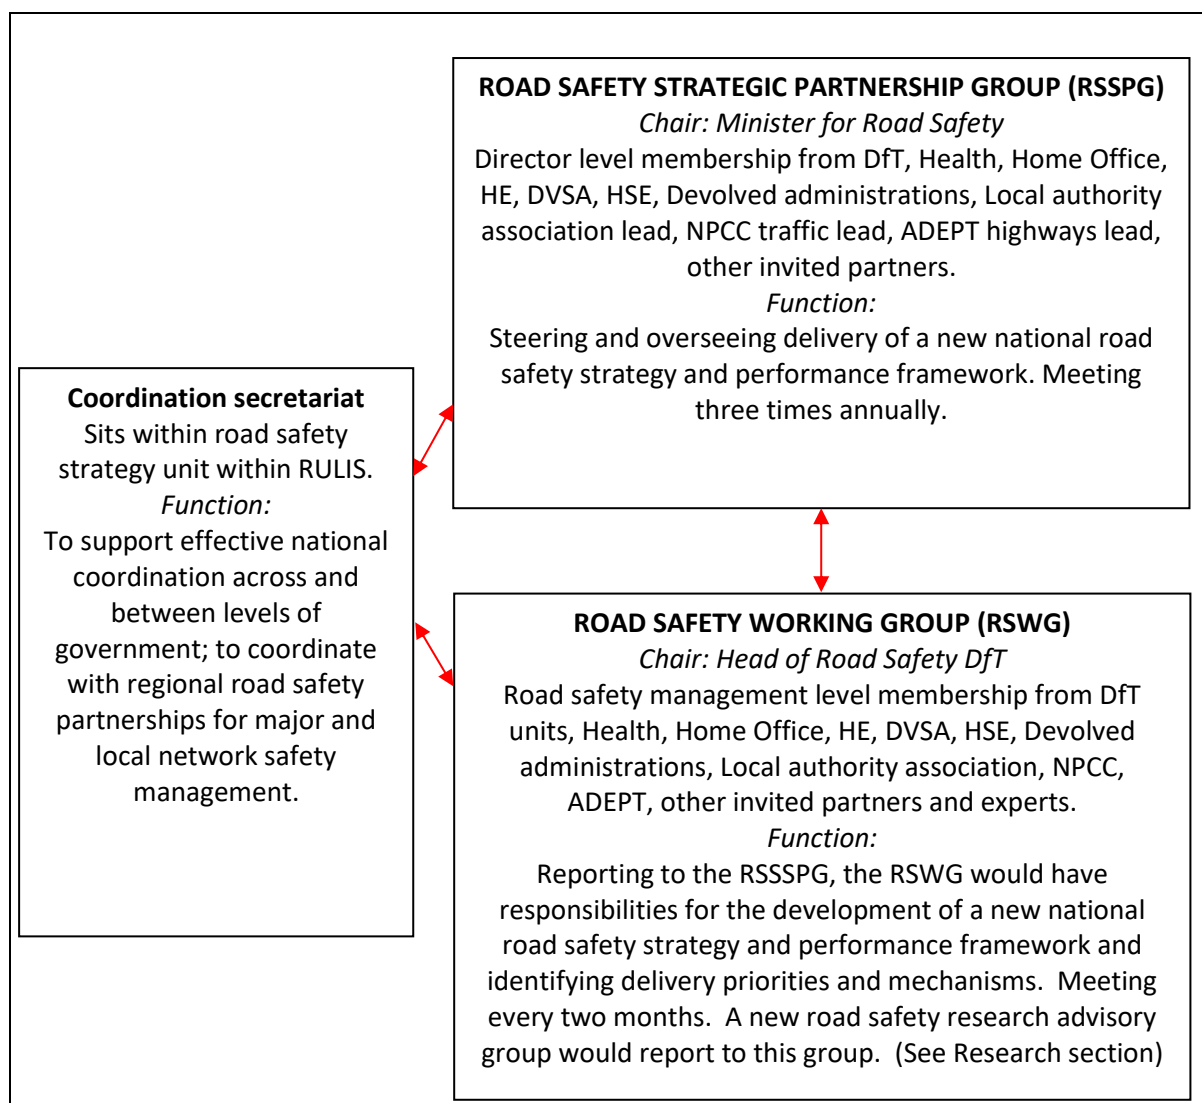 ROAD SAFETY STRATEGIC PARTNERSHIP GROUP (RSSPG)
Chair: Minister for Road Safety
Director level membership from DfT, Health, Home Office,
HE, DVSA, HSE, Devolved administrations, Local authority
association lead, NPCC traffic lead, ADEPT highways lead,
other invited partners.
Function:
Steering and overseeing delivery of a new national road
safety strategy and performance framework. Meeting
three times annually.
Coordination secretariat
Sits within road safety
strategy unit within RULIS.
Function:
To support effective national
coordination across and
between levels of
government; to coordinate
with regional road safety
partnerships for major and
local network safety
management.
ROAD SAFETY WORKING GROUP (RSWG)
Chair: Head of Road Safety DfT
Road safety management level membership from DfT
units, Health, Home Office, HE, DVSA, HSE, Devolved
administrations, Local authority association, NPCC,
ADEPT, other invited partners and experts.
Function:
Reporting to the RSSSPG, the RSWG would have
responsibilities for the development of a new national
road safety strategy and performance framework and
identifying delivery priorities and mechanisms.  Meeting
every two months.  A new road safety research advisory
group would report to this group.  (See Research section)